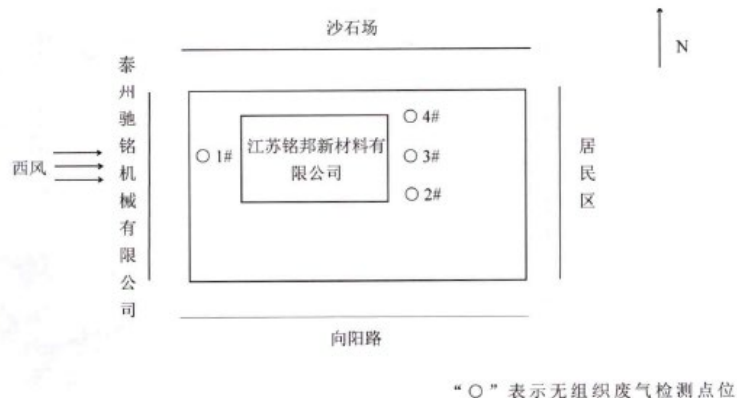 沙石场
N
泰州驰铭机械有限公司
西风
1#
江苏铭邦新材料有
限公司
4#
3#
2#
居民区
向阳路
“○”表示无组织废气检测点位